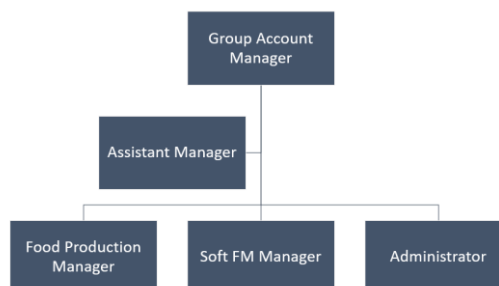 Group Account
Manager
Assistant Manager
Food Production
Manager
Soft FM Manager
Administrator